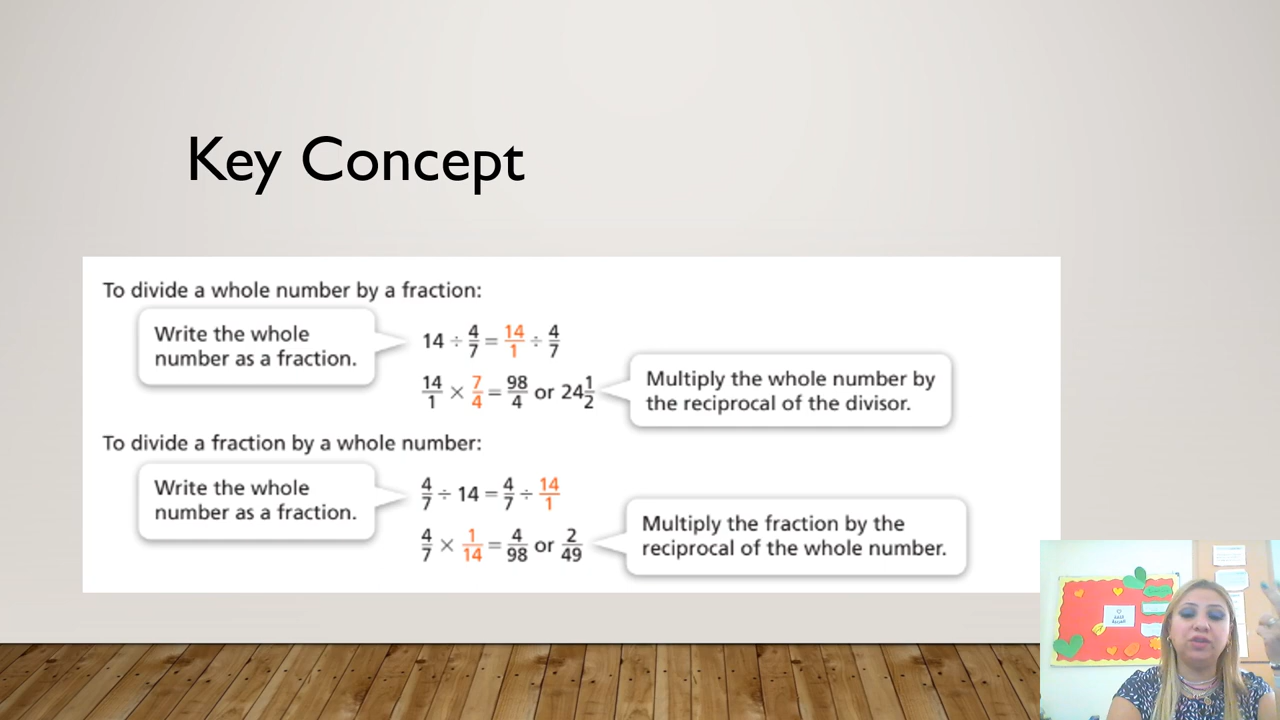 Key Concept
To divide a whole number by a fraction:
Write the whole
number as a fraction.
14 ÷ 4/7 = 14/1 ÷ 4/7
14/1 × 7/4 = 98/4 or 24 1/2
Multiply the whole number by
the reciprocal of the divisor.
To divide a fraction by a whole number:
Write the whole
number as a fraction.
4/7 ÷ 14 = 4/7 ÷ 14/1
4/7 × 1/14 = 4/98 or 2/49
Multiply the fraction by the
reciprocal of the whole number.